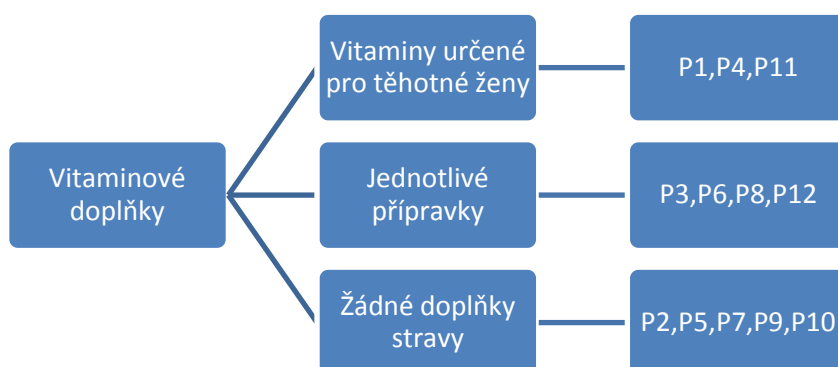 Vitaminové
doplňky
Vitaminy určené
pro těhotné ženy
P1,P4,P11
Jednotlivé
přípravky
P3,P6,P8,P12
Žádné doplňky
stravy
P2,P5,P7,P9,P10